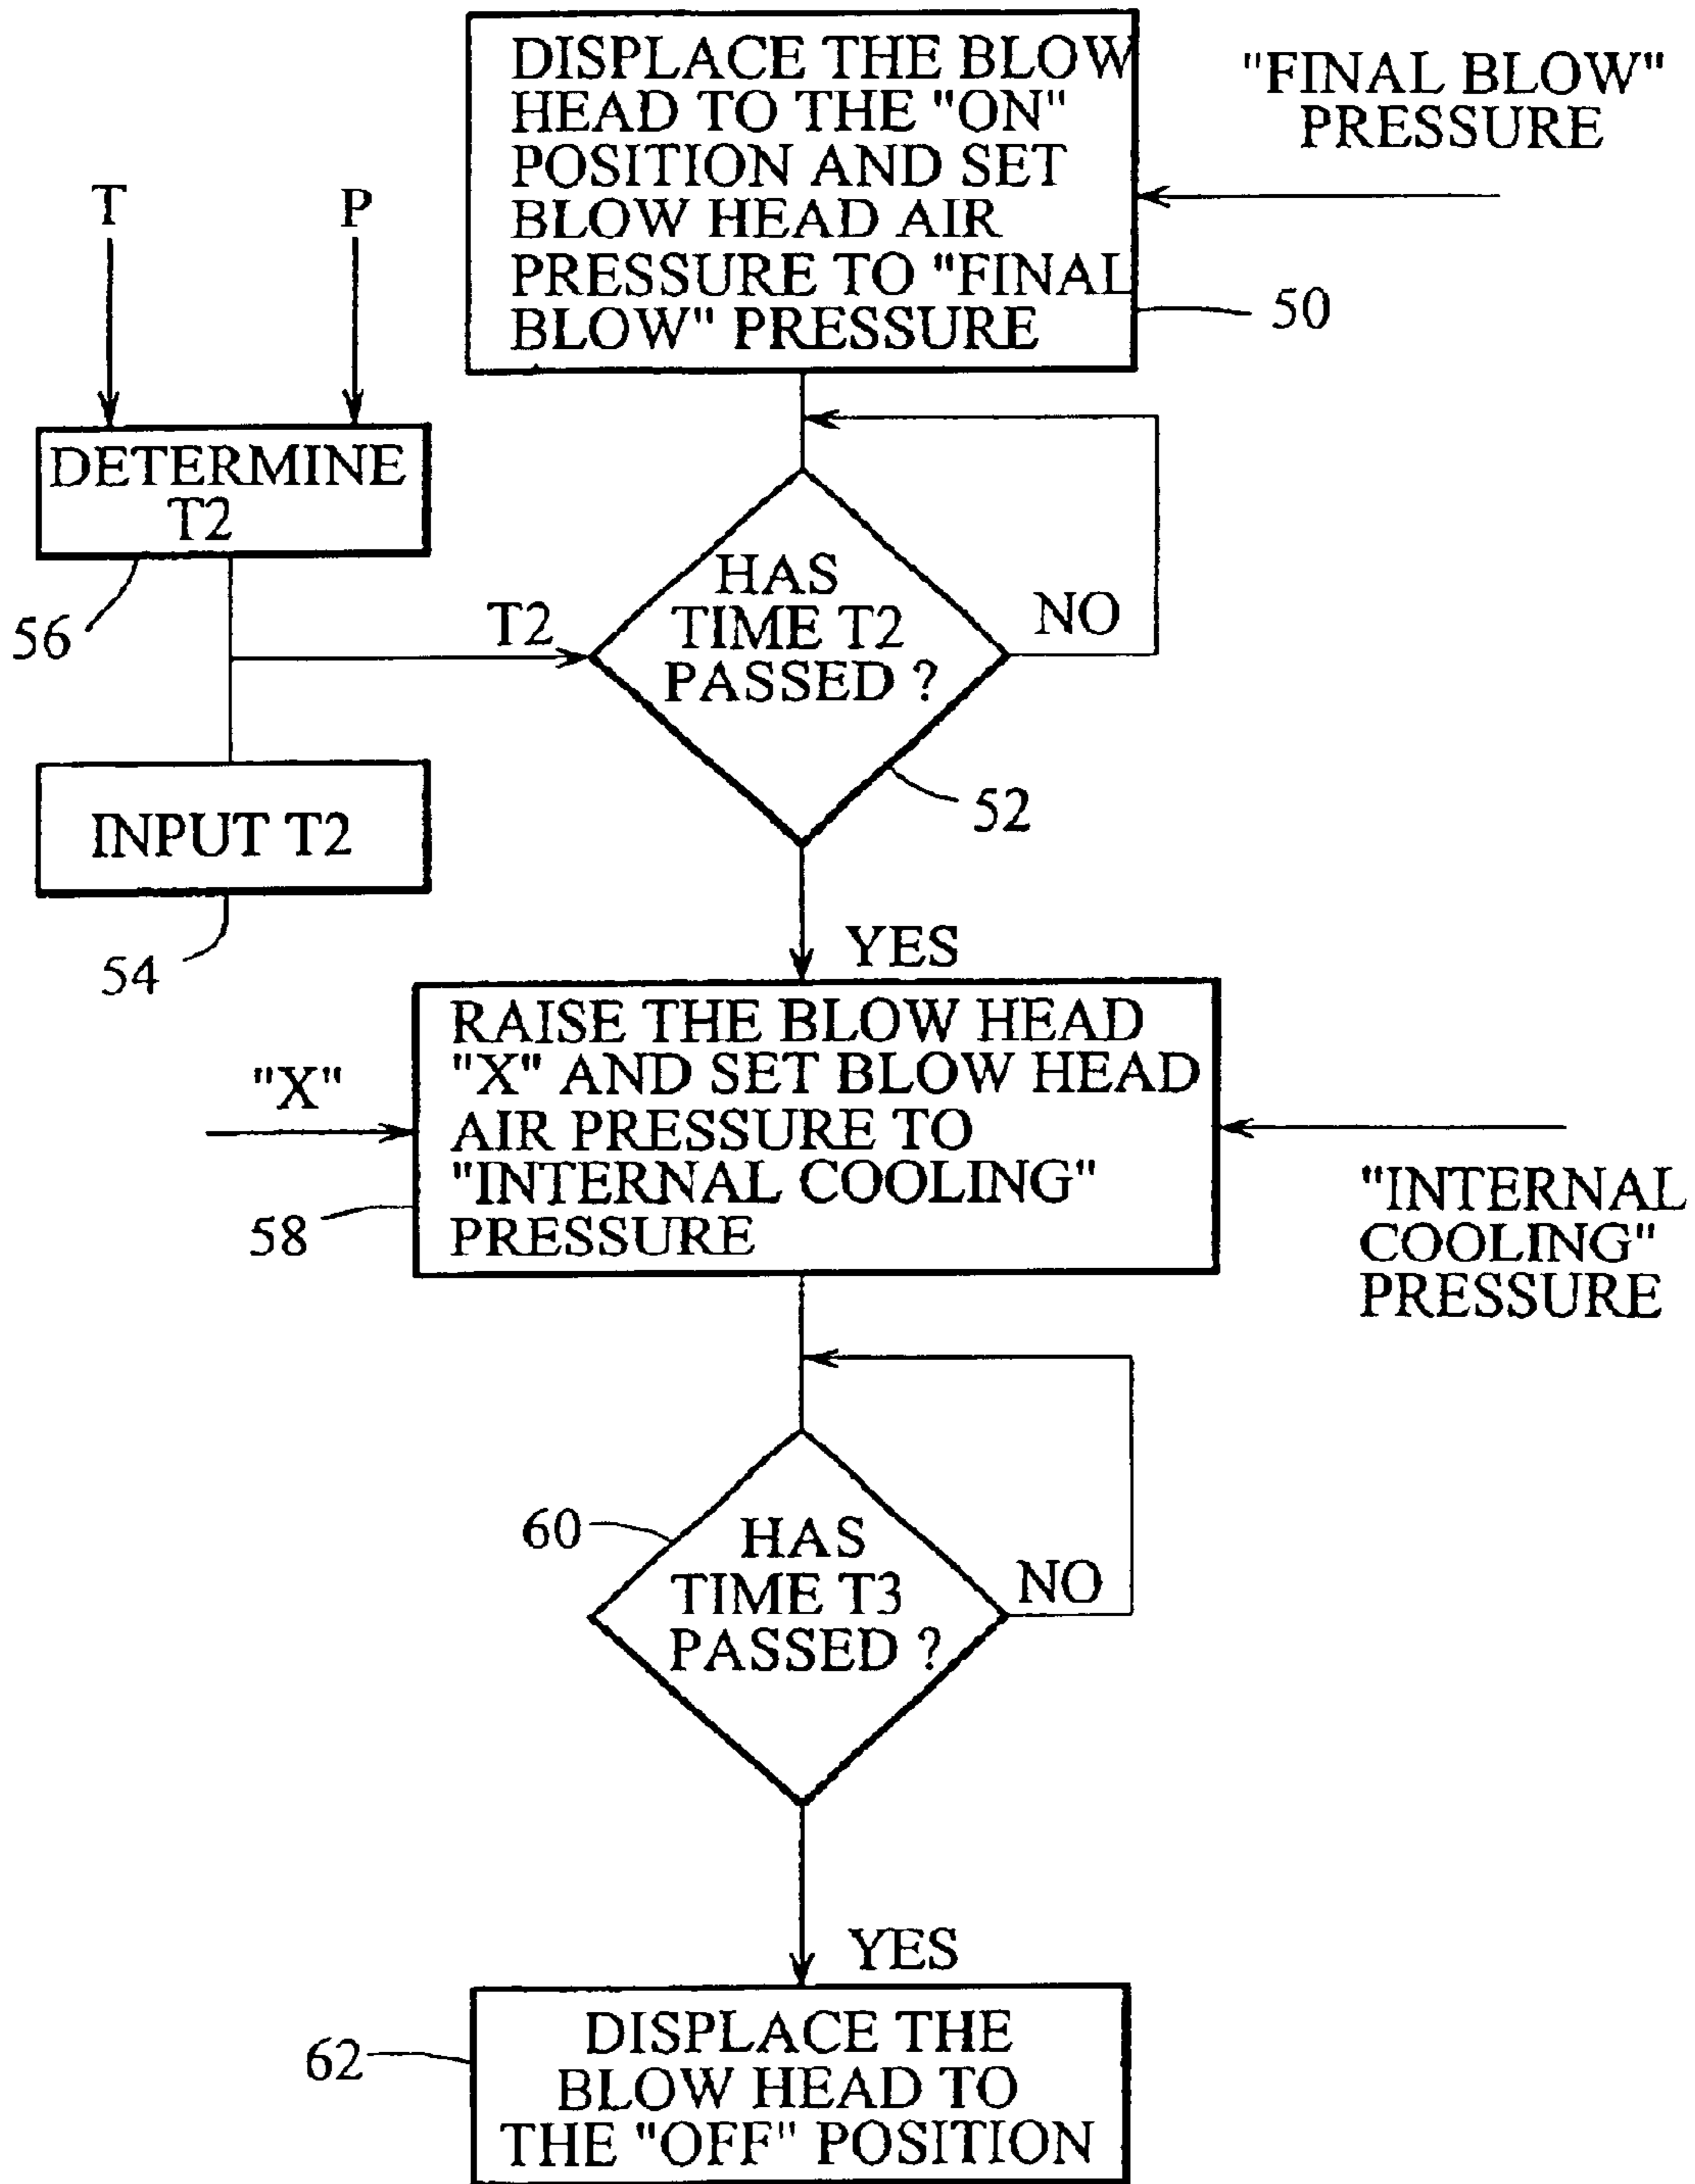 DISPLACE THE BLOW
HEAD TO THE "ON"
POSITION AND SET
BLOW HEAD AIR
PRESSURE TO "FINAL
BLOW" PRESSURE
"FINAL BLOW"
PRESSURE
50
T
P
DETERMINE
T2
56
T2
HAS
TIME T2
PASSED ?
NO
52
INPUT T2
54
YES
RAISE THE BLOW HEAD
"X" AND SET BLOW HEAD
AIR PRESSURE TO
"INTERNAL COOLING"
PRESSURE
"X"
58
"INTERNAL
COOLING"
PRESSURE
60
HAS
TIME T3
PASSED ?
NO
YES
62
DISPLACE THE
BLOW HEAD TO
THE "OFF" POSITION